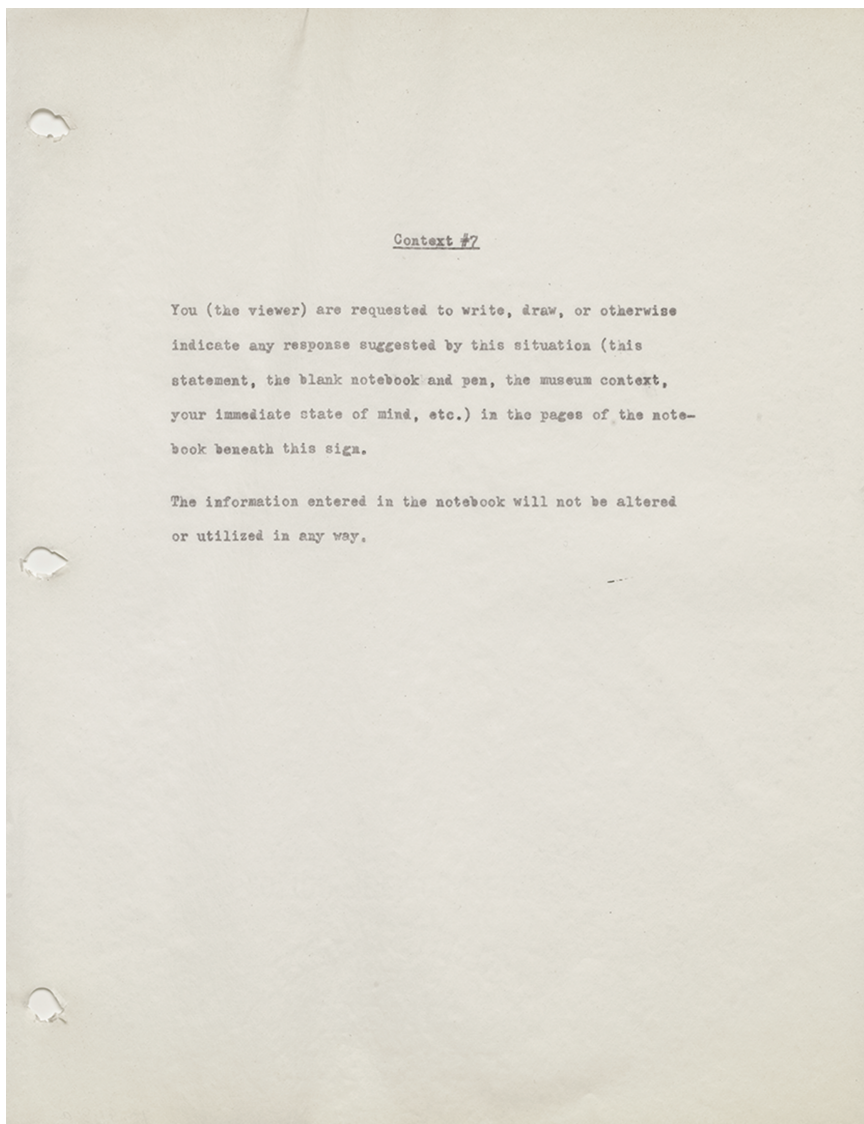 Context #7
You (the viewer) are requested to write, draw, or otherwise
indicate any response suggested by this situation (this
statement, the blank notebook and pen, the museum context,
your immediate state of mind, etc.) in the pages of the note-
book beneath this sign.
The information entered in the notebook will not be altered
or utilized in any way.